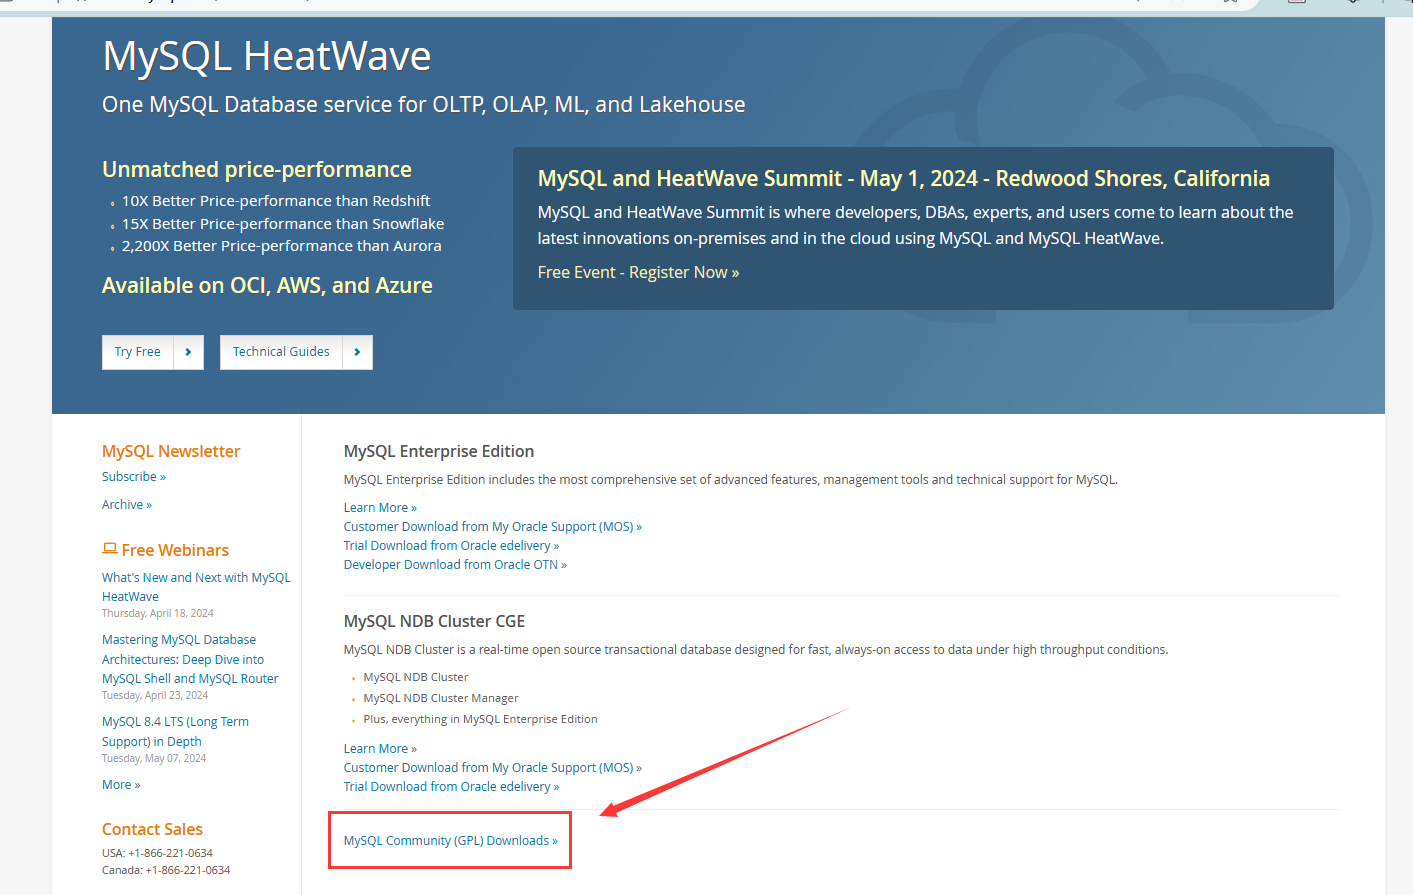 MySQL HeatWave
One MySQL Database service for OLTP, OLAP, ML, and Lakehouse
Unmatched price-performance
10X Better Price-performance than Redshift
15X Better Price-performance than Snowflake
2,200X Better Price-performance than Aurora
Available on OCI, AWS, and Azure
Try Free
Technical Guides
MySQL and HeatWave Summit - May 1, 2024 - Redwood Shores, California
MySQL and HeatWave Summit is where developers, DBAs, experts, and users come to learn about the
latest innovations on-premises and in the cloud using MySQL and MySQL HeatWave.
Free Event - Register Now »
MySQL Newsletter
Subscribe »
Archive »
Free Webinars
What's New and Next with MySQL
HeatWave
Thursday, April 18, 2024
Mastering MySQL Database
Architectures: Deep Dive into
MySQL Shell and MySQL Router
Tuesday, April 23, 2024
MySQL 8.4 LTS (Long Term
Support) in Depth
Tuesday, May 07, 2024
More »
Contact Sales
USA: +1-866-221-0634
Canada: +1-866-221-0634
MySQL Enterprise Edition
MySQL Enterprise Edition includes the most comprehensive set of advanced features, management tools and technical support for MySQL.
Learn More »
Customer Download from My Oracle Support (MOS) »
Trial Download from Oracle edelivery »
Developer Download from Oracle OTN »
MySQL NDB Cluster CGE
MySQL NDB Cluster is a real-time open source transactional database designed for fast, always-on access to data under high throughput conditions.
MySQL NDB Cluster
MySQL NDB Cluster Manager
Plus, everything in MySQL Enterprise Edition
Learn More »
Customer Download from My Oracle Support (MOS) »
Trial Download from Oracle edelivery »
MySQL Community (GPL) Downloads »